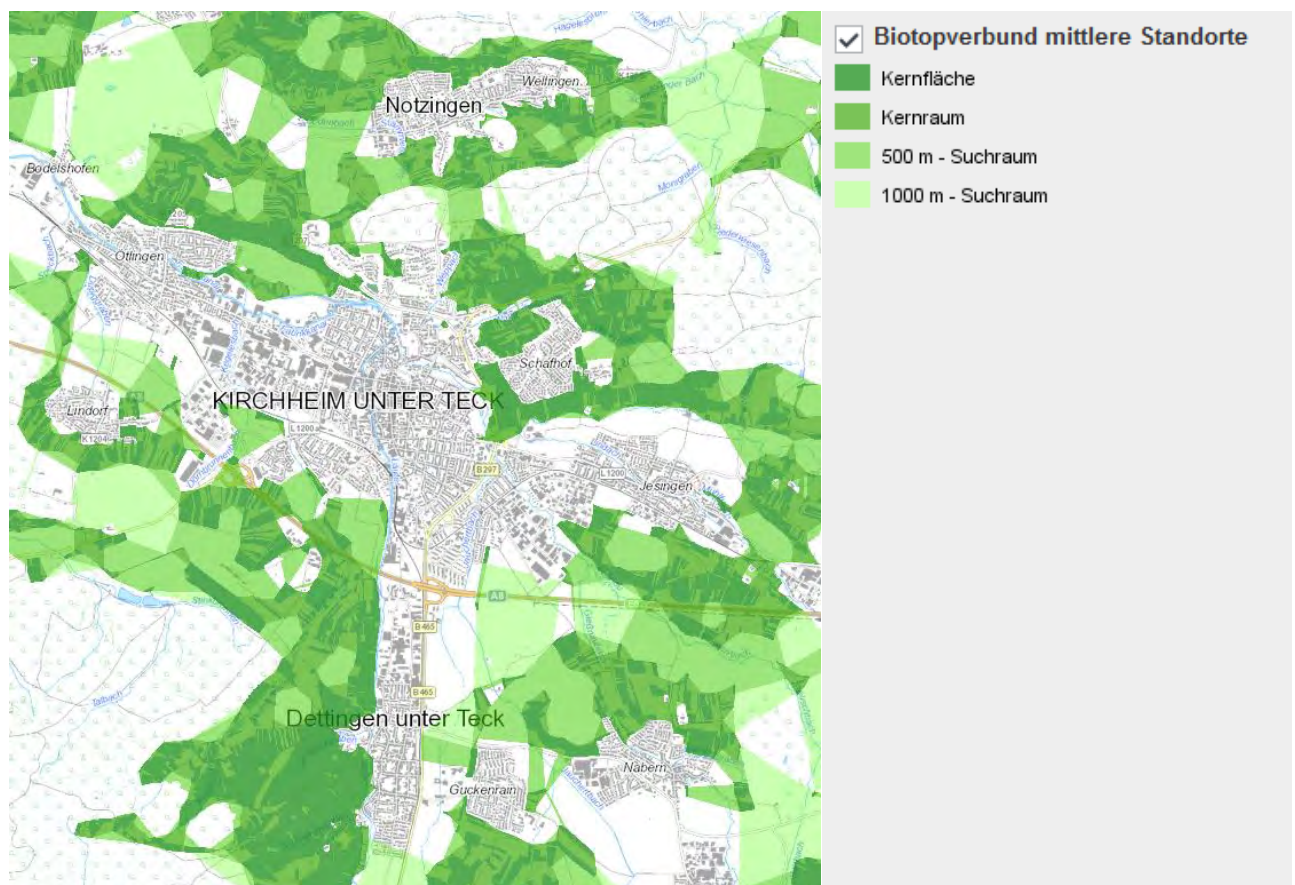 Biotopverbund mittlere Standorte
Kernfläche
Kernraum
500 m - Suchraum
1000 m - Suchraum
Wellingen
Notzingen
Bodelshofen
Ötlingen
Schafhof
KIRCHHEIM UNTER TECK
Lindorf
K1204
L1200
B297
L1200
Jesingen
A8
B465
B465
Dettingen unter Teck
Nabern
Guckenrain
Talbach